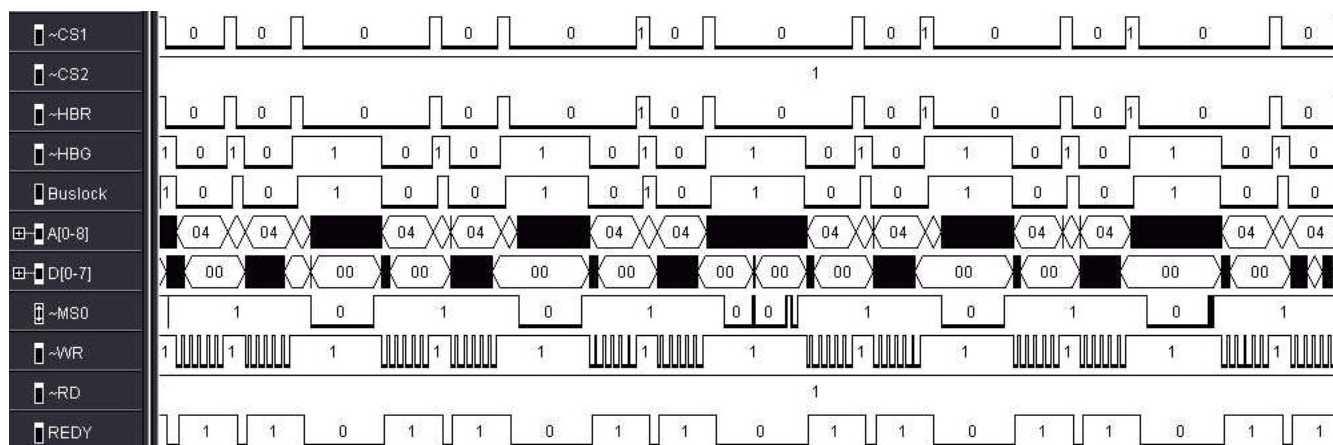 ~CS1 0 0 0 0 0 1 0 0 0 1 0 0 1 0 0
~CS2 1
~HBR 0 0 0 0 0 1 0 0 0 1 0 0 1 0 0
~HBG 1 0 1 0 1 0 1 0 1 0 1 0 1 0 1 0 1 0 1 0 1 0 1 0
Buslock 1 0 0 1 0 0 1 0 1 0 1 0 0 1 0 0 1 0 0
A[0-8] 04 04 04 04 04 04 04 04 04 04 04 04
D[0-7] 00 00 00 00 00 00 00 00 00 00 00 00
~MS0 1 0 1 0 1 0 0 1 0 1 0 1
~WR 1 1 1 1 1 1 1 1 1 1 1 1
~RD 1
REDY 1 1 0 1 1 0 1 1 0 1 1 0 1 1 0 1 1